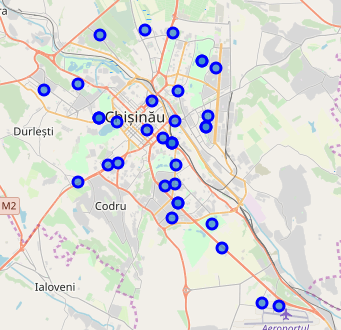 Chișinău
Durlești
M2
Codru
Ialoveni
Aeroportul